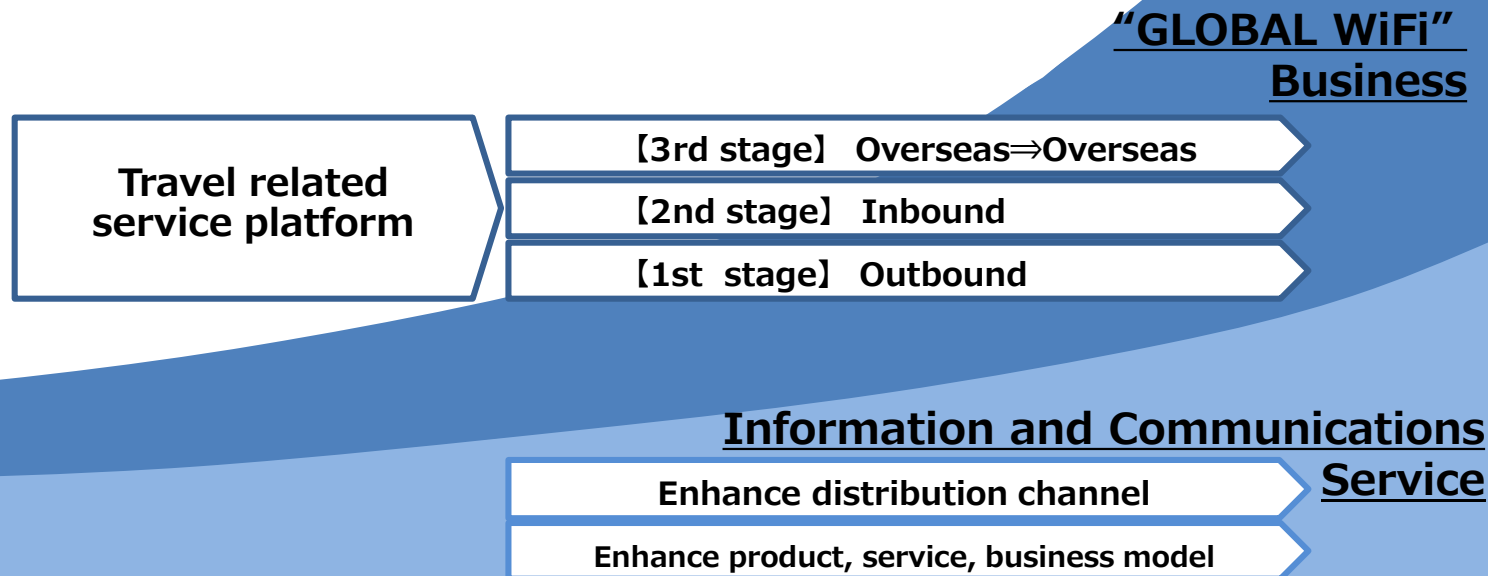 “GLOBAL WiFi”
Business
Travel related
service platform
【3rd stage】 Overseas⇒Overseas
【2nd stage】 Inbound
【1st stage】 Outbound
Information and Communications
Service
Enhance distribution channel
Enhance product, service, business model